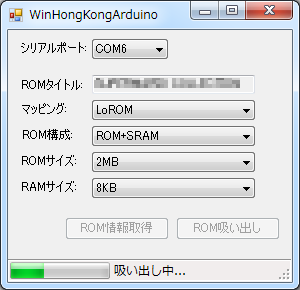 WinHongKongArduino
シリアルポート: COM6
ROMタイトル:
マッピング: LoROM
ROM構成: ROM+SRAM
ROMサイズ: 2MB
RAMサイズ: 8KB
ROM情報取得 ROM吸い出し
吸い出し中...